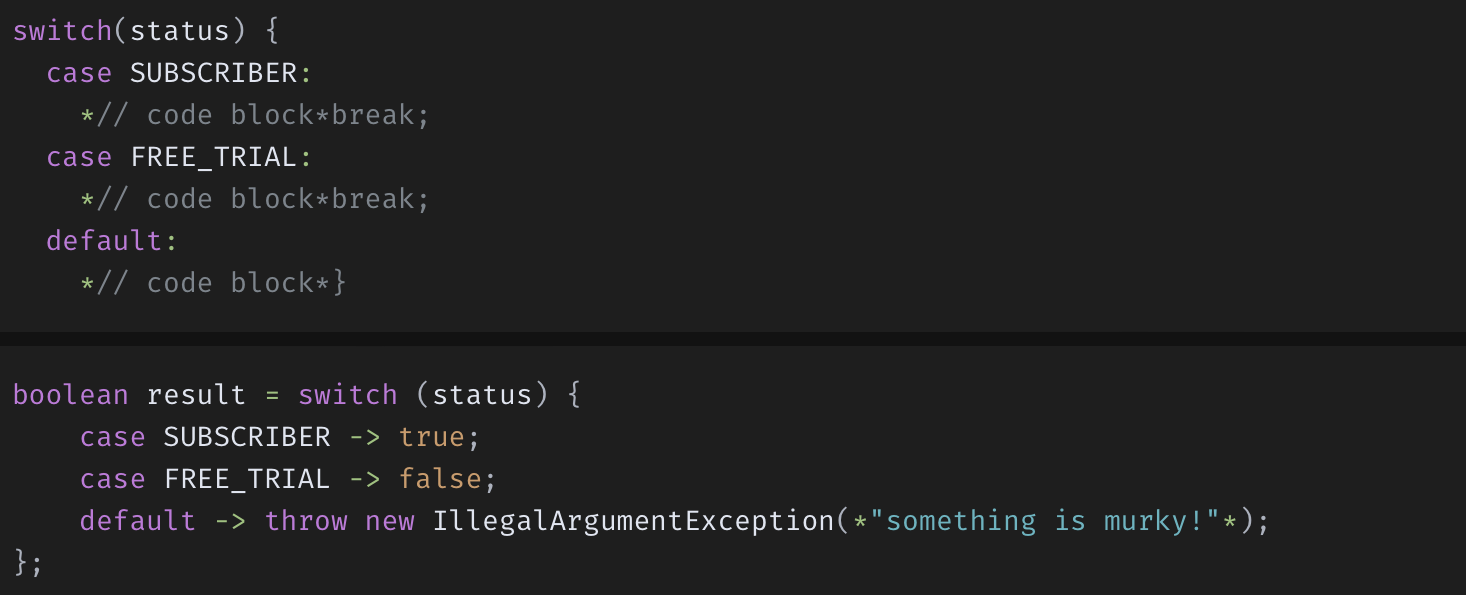 switch(status) {
  case SUBSCRIBER:
    *// code block*break;
  case FREE_TRIAL:
    *// code block*break;
  default:
    *// code block*}
boolean result = switch (status) {
    case SUBSCRIBER -> true;
    case FREE_TRIAL -> false;
    default -> throw new IllegalArgumentException(*"something is murky!"*);
};